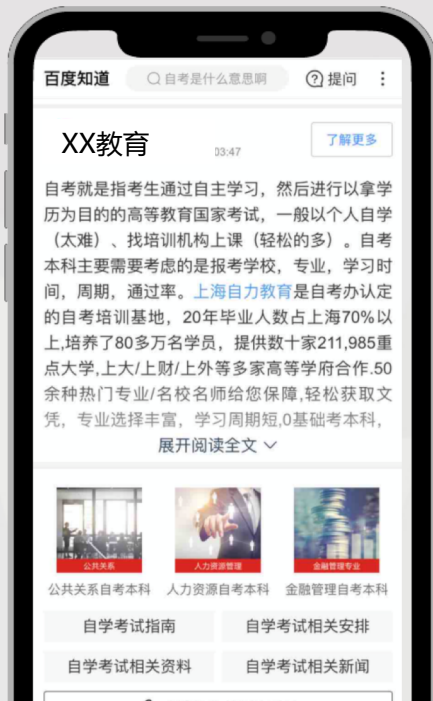 百度知道 自考是什么意思啊 提问
XX教育 03:47 了解更多
自考就是指考生通过自主学习，然后进行以拿学
历为目的的高等教育国家考试，一般以个人自学
（太难）、找培训机构上课（轻松的多）。自考
本科主要需要考虑的是报考学校，专业，学习时
间，周期，通过率。上海自力教育是自考办认定
的自考培训基地，20年毕业人数占上海70%以
上,培养了80多万名学员，提供数十家211,985重
点大学,上大/上财/上外等多家高等学府合作.50
余种热门专业/名校名师给您保障,轻松获取文
凭，专业选择丰富，学习周期短,0基础考本科，
展开阅读全文
公共关系 人力资源管理 金融管理专业
公共关系自考本科 人力资源自考本科 金融管理自考本科
自学考试指南 自学考试相关安排
自学考试相关资料 自学考试相关新闻